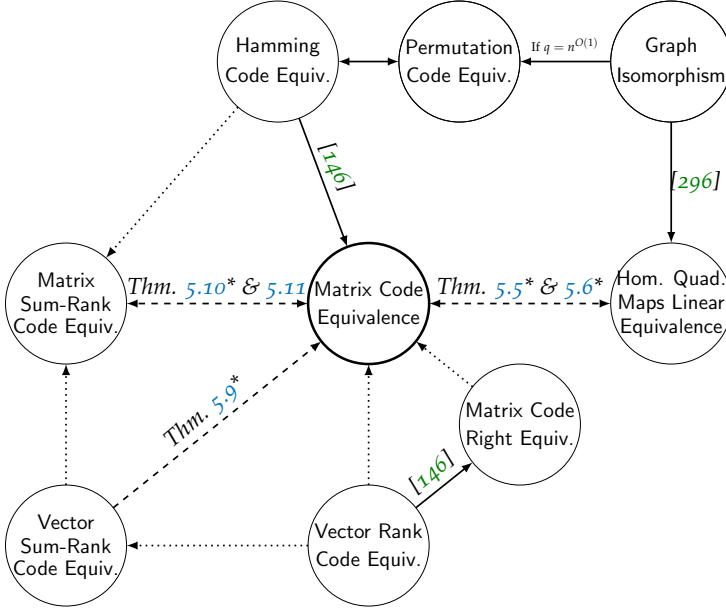 Hamming
Code Equiv.
Permutation
Code Equiv.
If q = n^{O(1)}
Graph
Isomorphism
[146]
[296]
Matrix
Sum-Rank
Code Equiv.
Thm. 5.10* & 5.11
Matrix Code
Equivalence
Thm. 5.5* & 5.6*
Hom. Quad.
Maps Linear
Equivalence
Thm. 5.9*
Matrix Code
Right Equiv.
[146]
Vector
Sum-Rank
Code Equiv.
Vector Rank
Code Equiv.